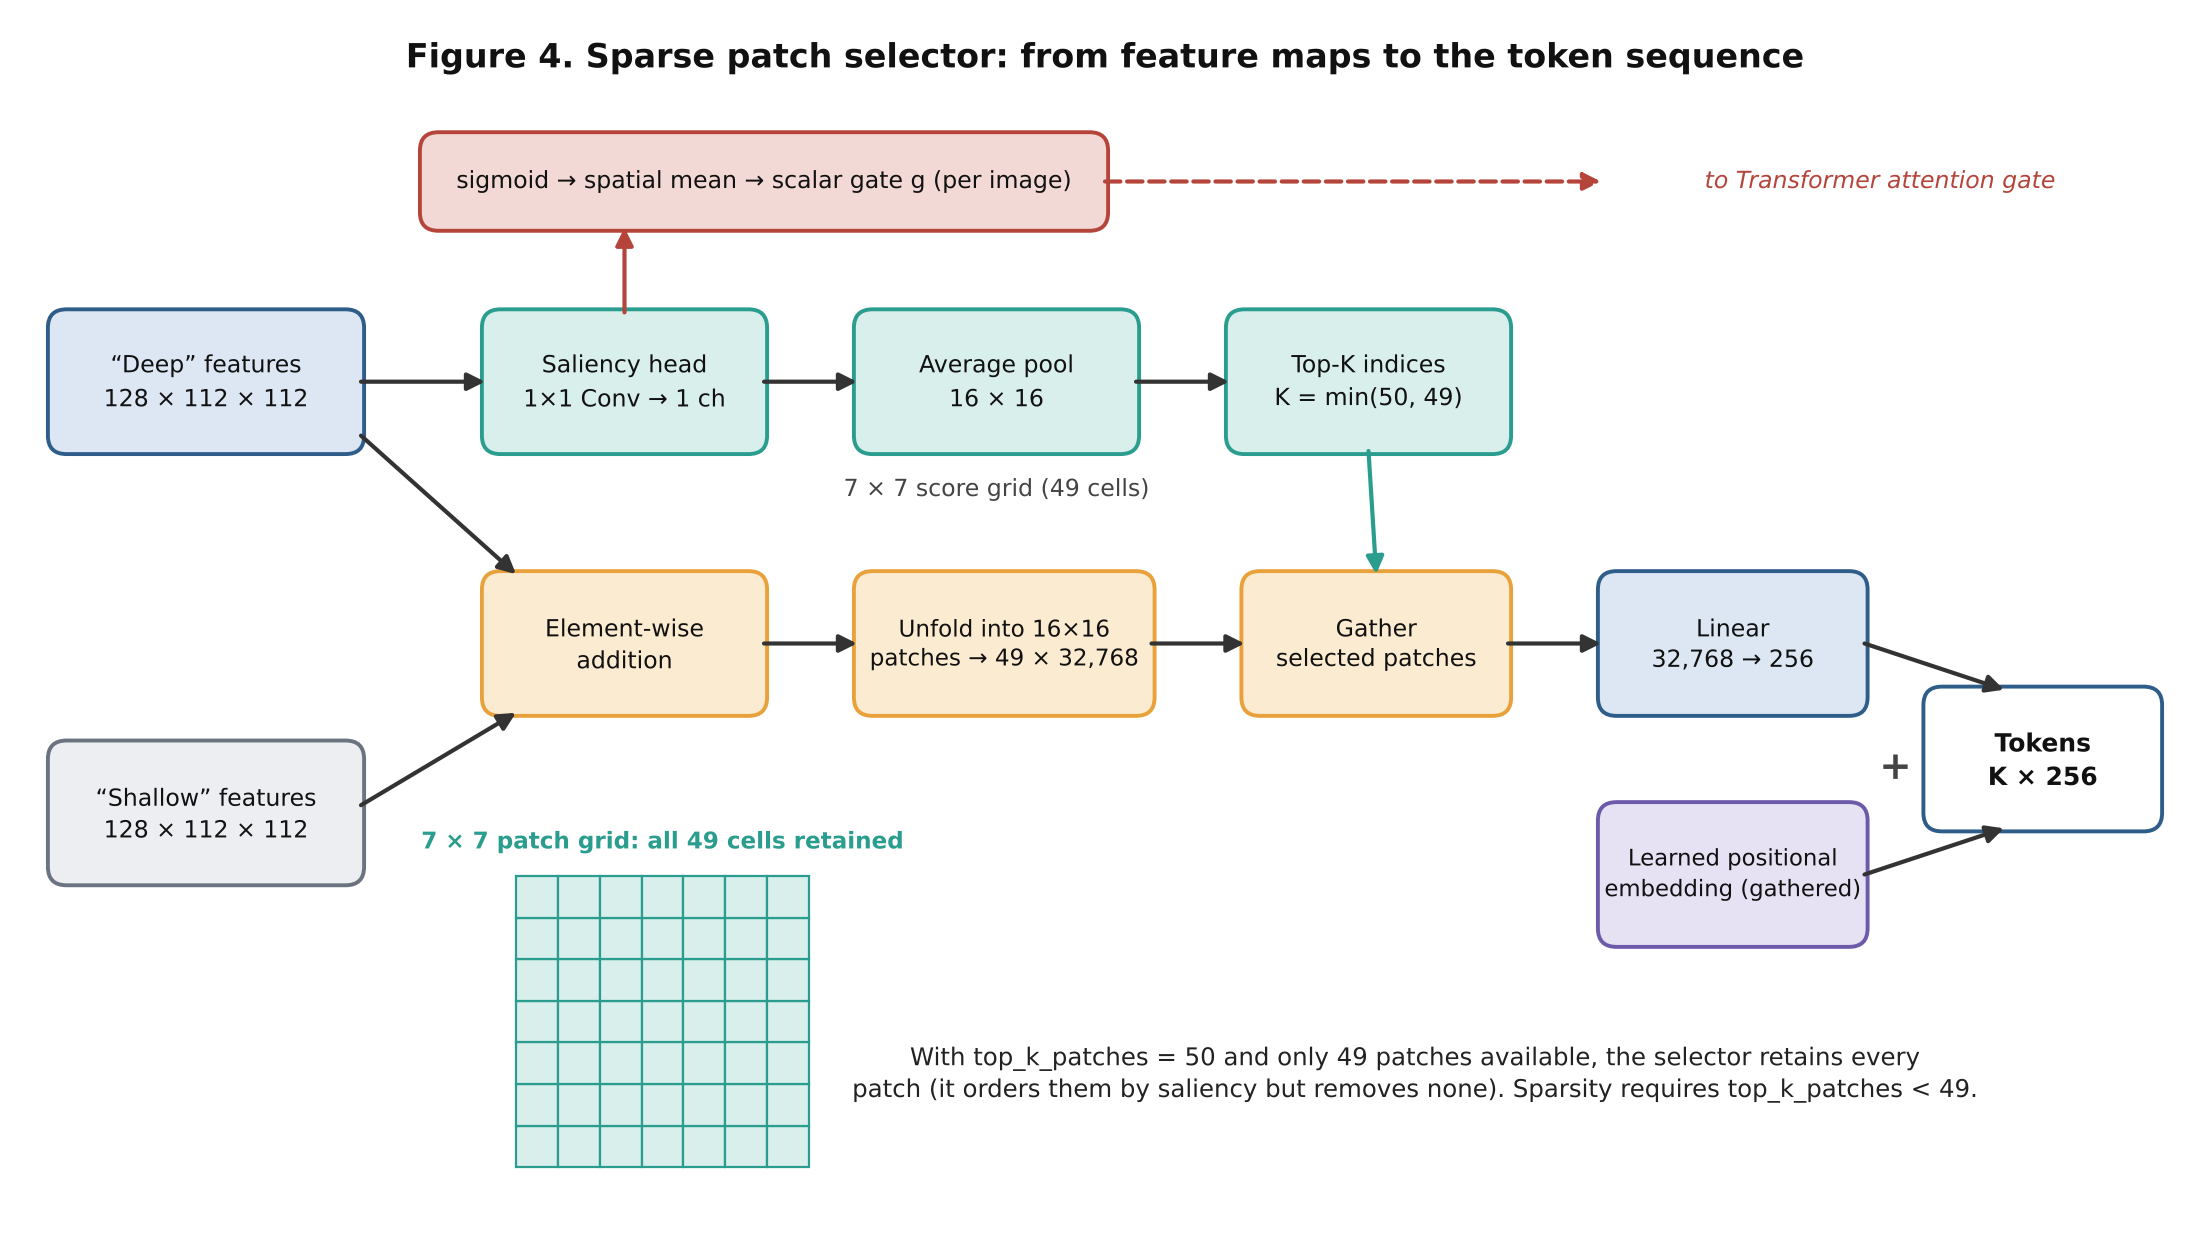 Figure 4. Sparse patch selector: from feature maps to the token sequence
sigmoid → spatial mean → scalar gate g (per image)
to Transformer attention gate
“Deep” features
128 × 112 × 112
Saliency head
1×1 Conv → 1 ch
Average pool
16 × 16
Top-K indices
K = min(50, 49)
7 × 7 score grid (49 cells)
Element-wise
addition
Unfold into 16×16
patches → 49 × 32,768
Gather
selected patches
Linear
32,768 → 256
“Shallow” features
128 × 112 × 112
+
Tokens
K × 256
Learned positional
embedding (gathered)
7 × 7 patch grid: all 49 cells retained
With top_k_patches = 50 and only 49 patches available, the selector retains every
patch (it orders them by saliency but removes none). Sparsity requires top_k_patches < 49.